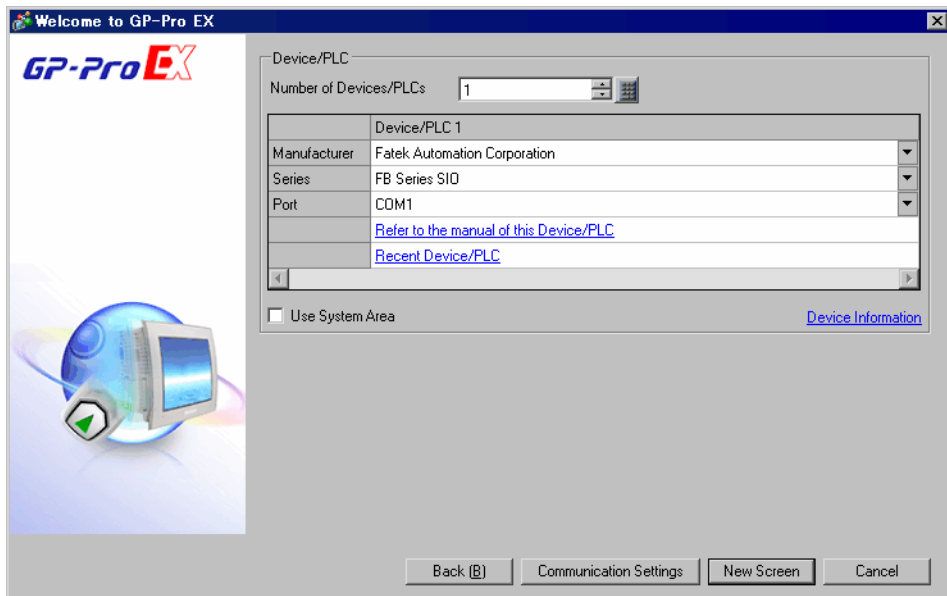 Welcome to GP-Pro EX
GP-Pro EX
Device/PLC
Number of Devices/PLCs 1
Device/PLC 1
Manufacturer Fatek Automation Corporation
Series FB Series SIO
Port COM1
Refer to the manual of this Device/PLC
Recent Device/PLC
Use System Area Device Information
Back (B) Communication Settings New Screen Cancel